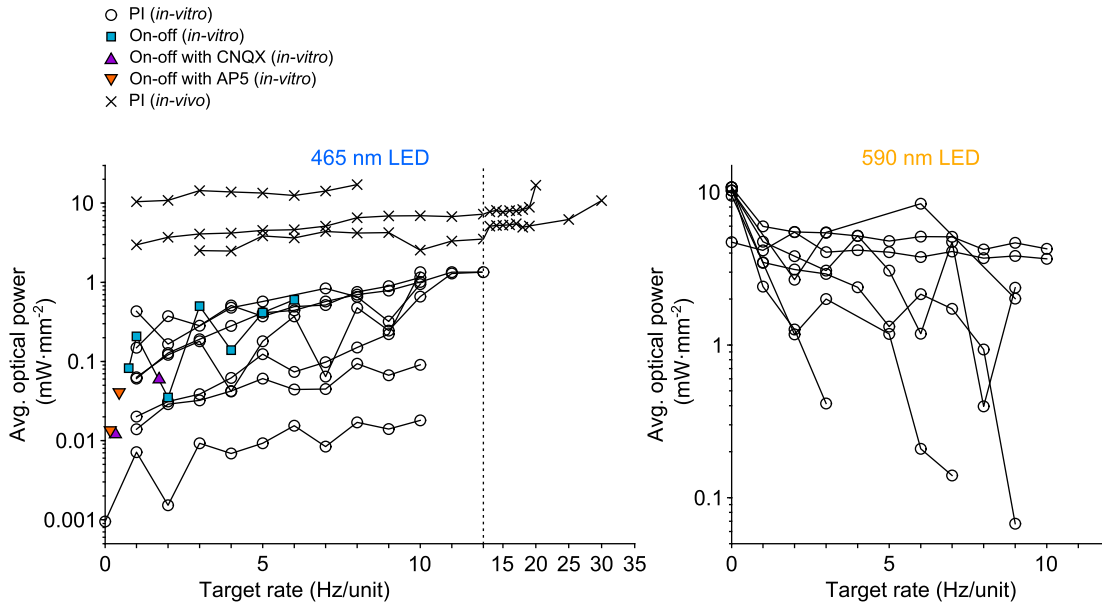 PI (in-vitro)
On-off (in-vitro)
On-off with CNQX (in-vitro)
On-off with AP5 (in-vitro)
PI (in-vivo)
465 nm LED
590 nm LED
Avg. optical power
(mW·mm-2)
10
1
0.1
0.01
0.001
0
5
10
15
20
25
30
35
Target rate (Hz/unit)
Avg. optical power
(mW·mm-2)
10
1
0.1
0
5
10
Target rate (Hz/unit)